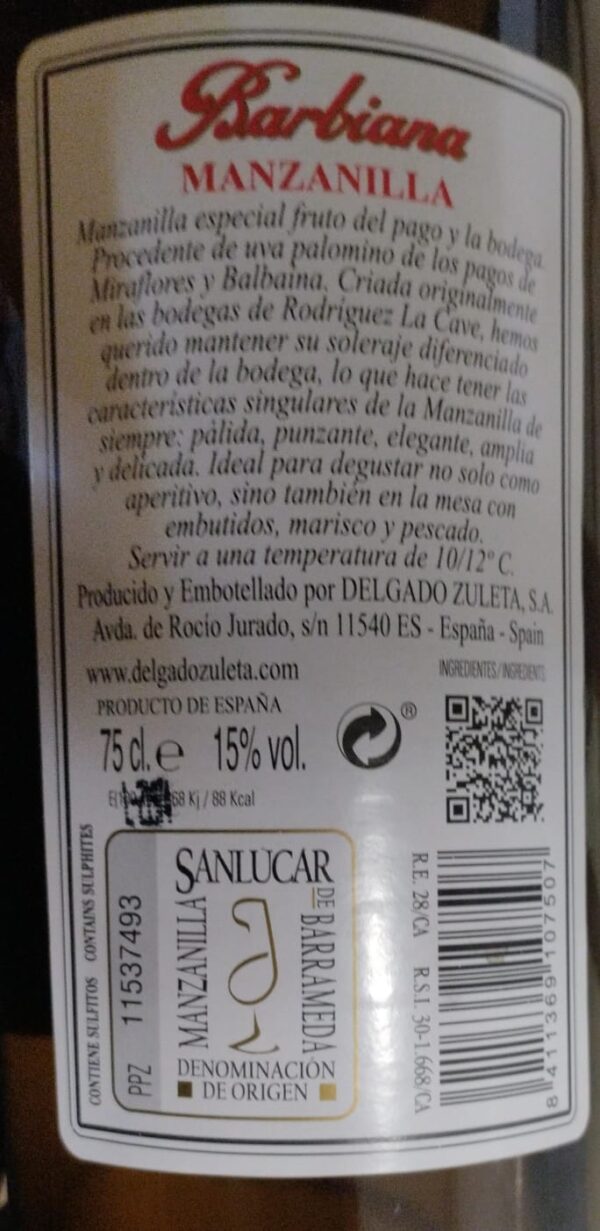 Barbiana
MANZANILLA
Manzanilla especial fruto del pago y la bodega.
Procedente de uva palomino de los pagos de
Miraflores y Balbaina. Criada originalmente
en las bodegas de Rodríguez La Cave, hemos
querido mantener su soleraje diferenciado
dentro de la bodega, lo que hace tener las
características singulares de la Manzanilla de
siempre: pálida, punzante, elegante, amplia
y delicada. Ideal para degustar no solo como
aperitivo, sino también en la mesa con
embutidos, marisco y pescado.
Servir a una temperatura de 10/12º C.
Producido y Embotellado por DELGADO ZULETA, S.A.
Avda. de Rocío Jurado, s/n 11540 ES - España - Spain
www.delgadozuleta.com
INGREDIENTES/INGREDIENTS
PRODUCTO DE ESPAÑA
75 cl. e 15% vol.
®
68 Kj / 88 Kcal
CONTIENE SULFITOS CONTAINS SULPHITES
PPZ 11537493
MANZANILLA
SANLÚCAR
DE BARRAMEDA
DENOMINACIÓN
DE ORIGEN
R.E. 28/CA R.S.I. 30-1.668/CA
8 411369 107507